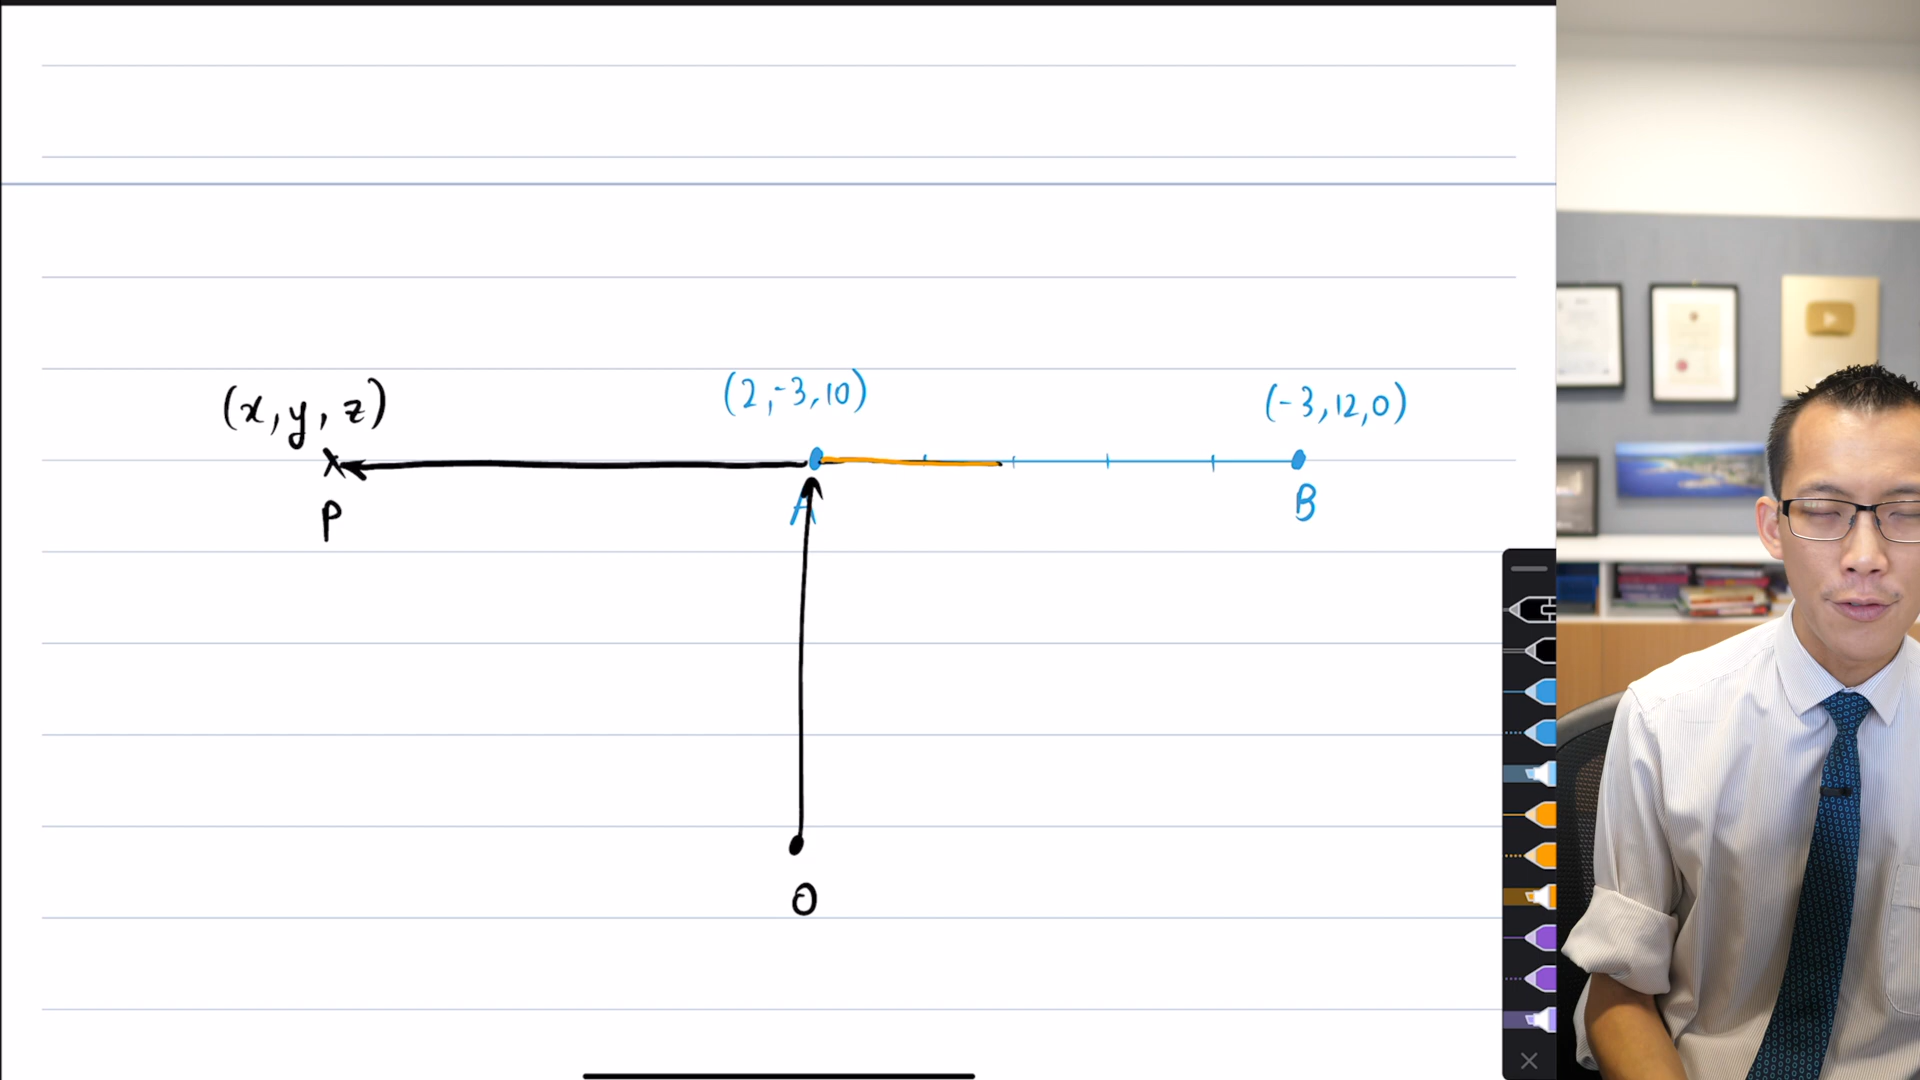 (x, y, z)
(2, -3, 10)
(-3, 12, 0)
P
A
B
O